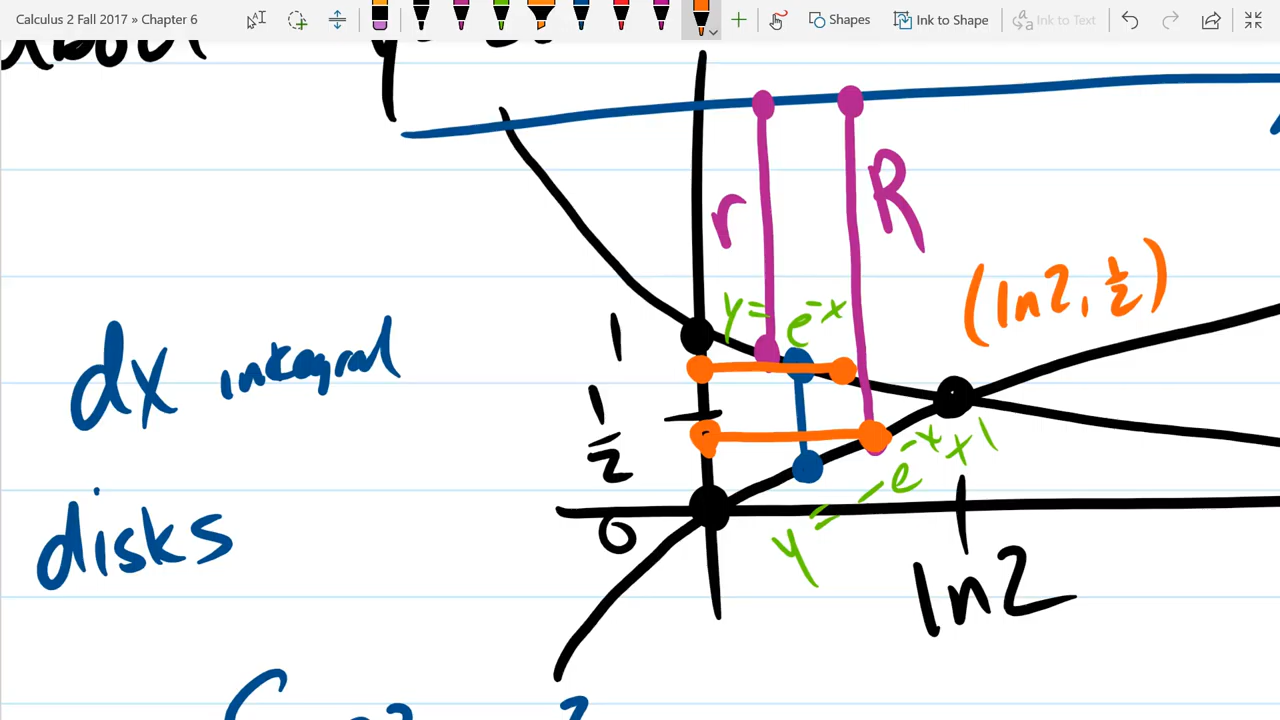 Calculus 2 Fall 2017 » Chapter 6
Shapes
Ink to Shape
Ink to Text
about
r
R
(ln2, ½)
y = e^-x
1
dx integral
1/2
y = -e^-x+1
disks
0
ln2